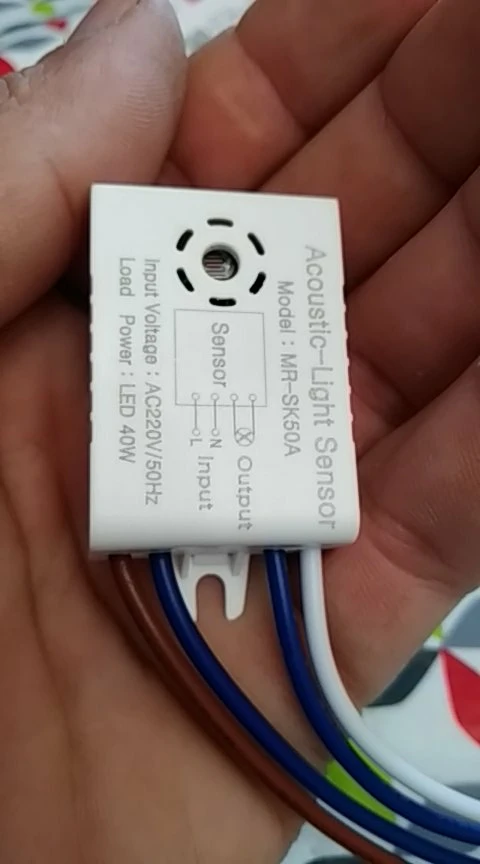 Acoustic-Light Sensor
Model : MR-SK50A
Output
Sensor
N
Input
L
Input Voltage : AC220V/50Hz
Load Power : LED 40W